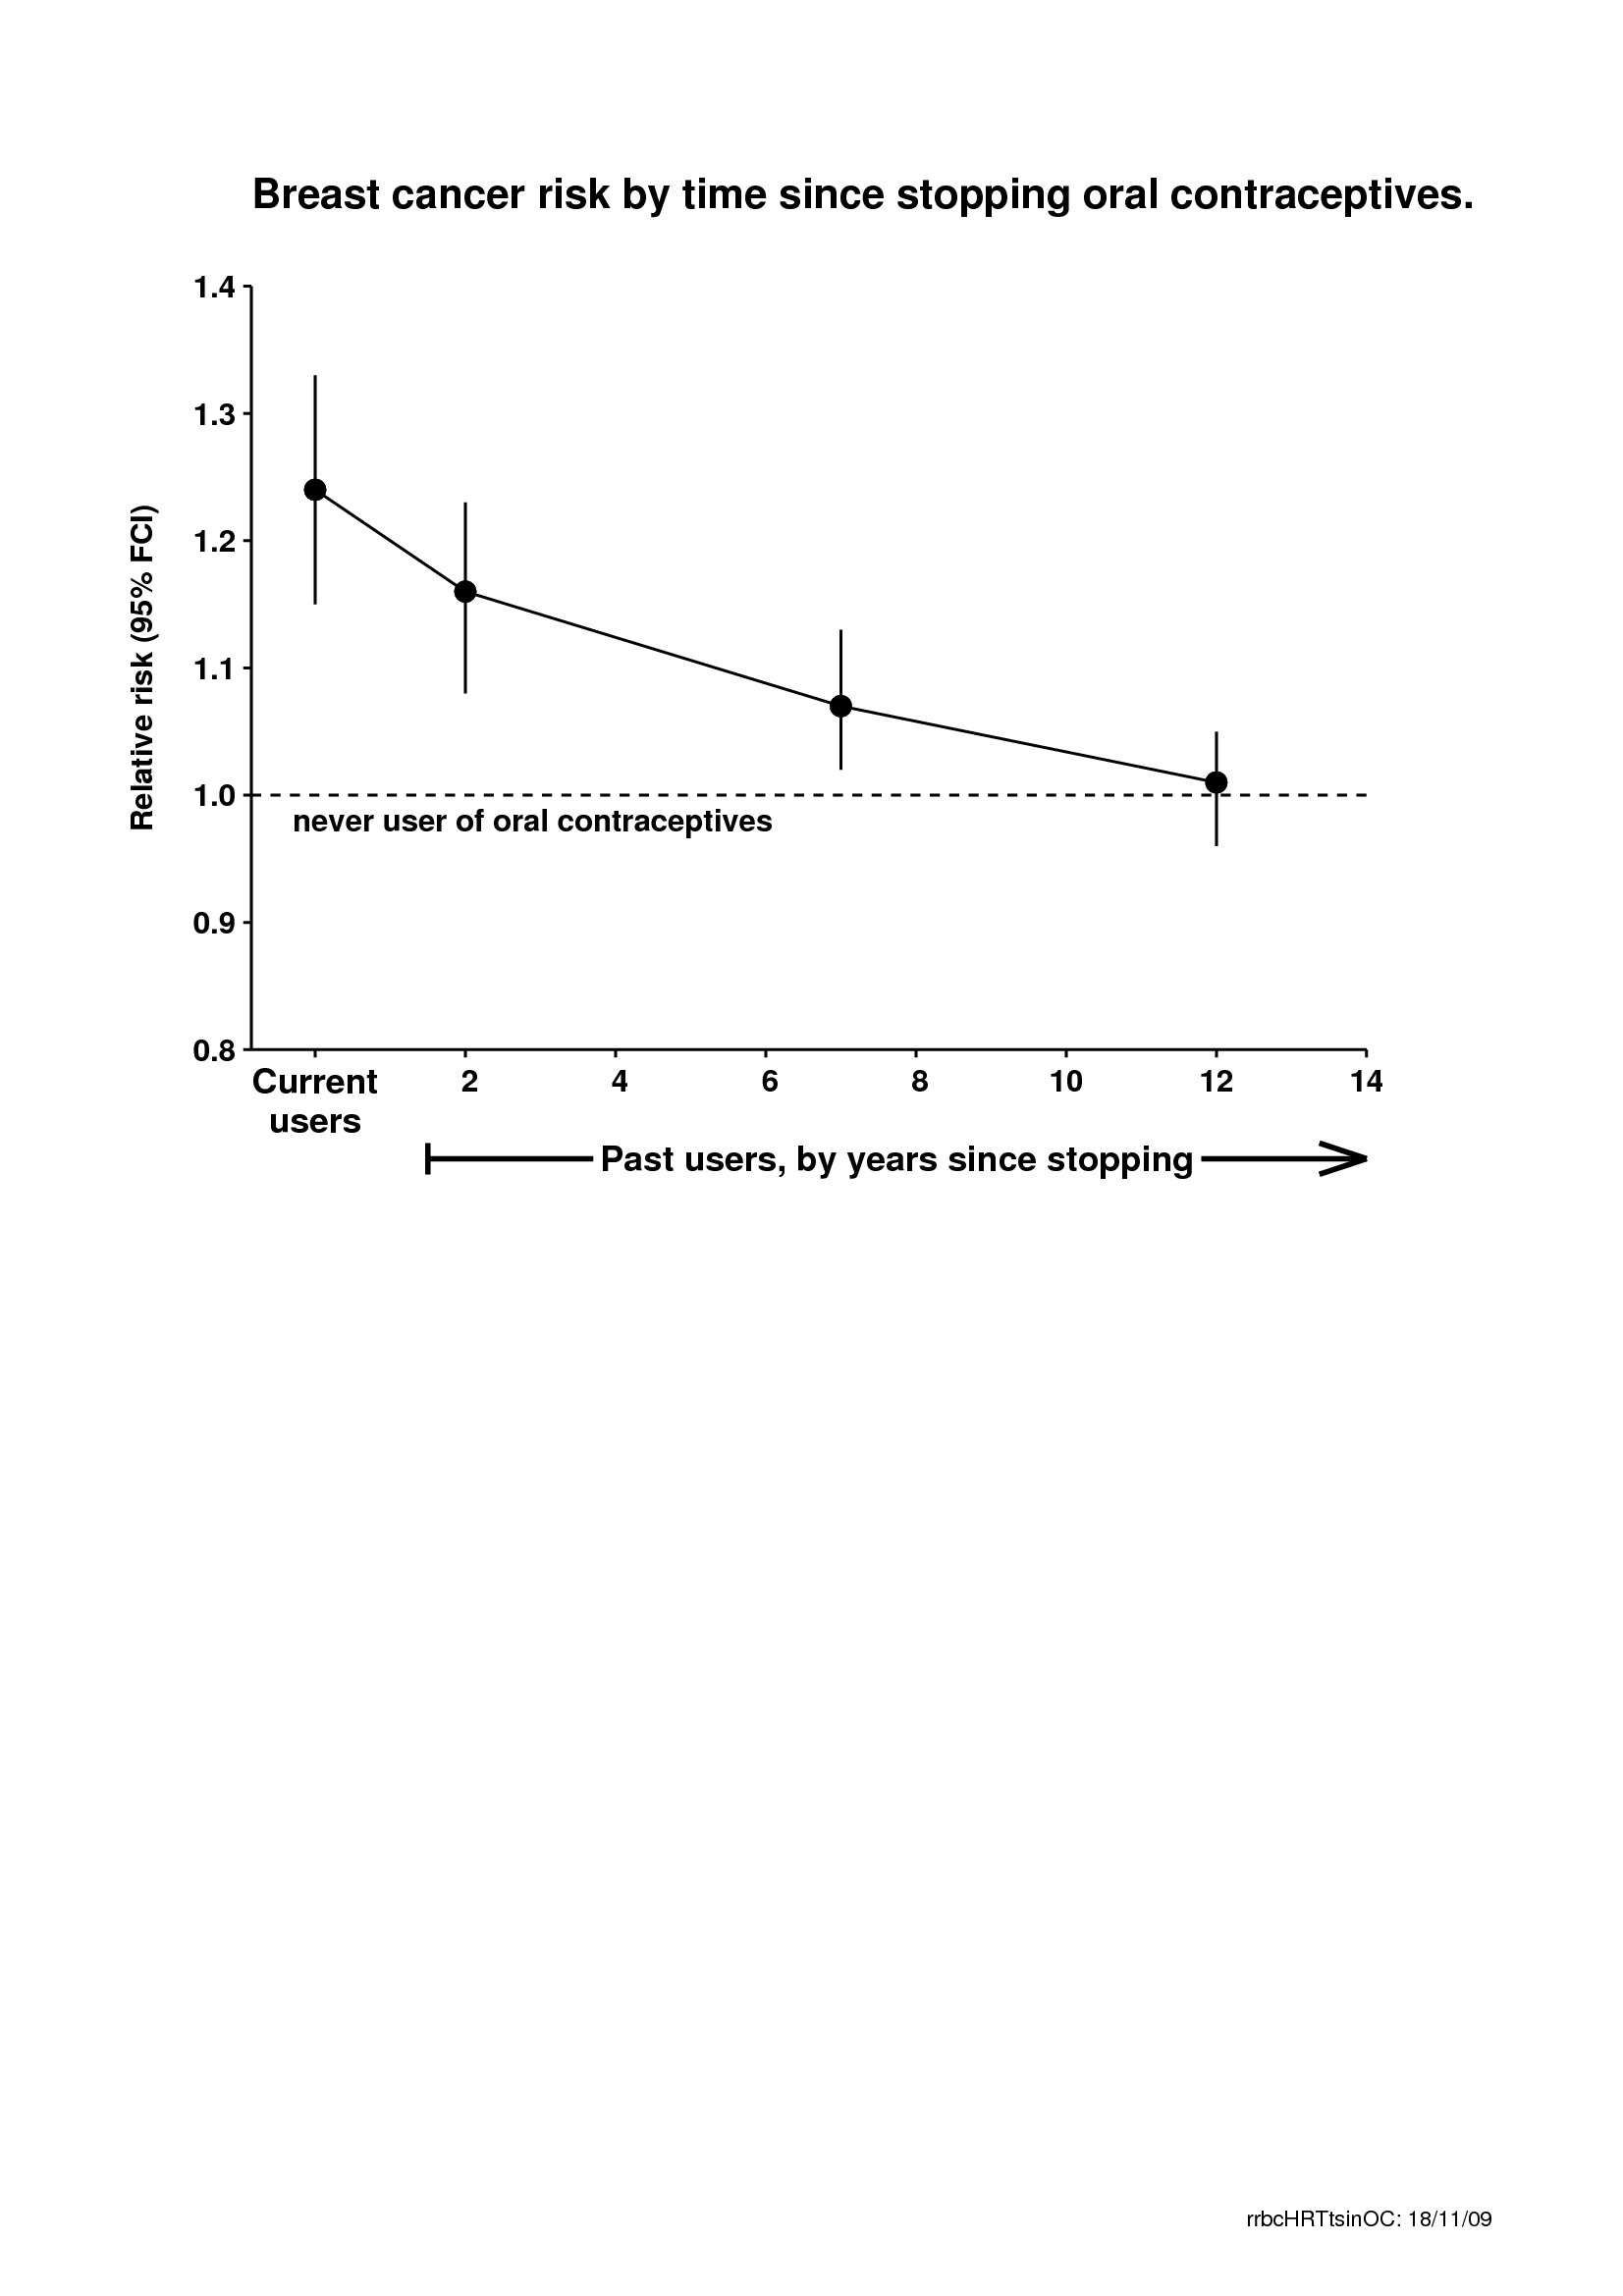 Breast cancer risk by time since stopping oral contraceptives.
1.4
1.3
1.2
1.1
1.0
0.9
0.8
Relative risk (95% FCI)
never user of oral contraceptives
Current users
2 4 6 8 10 12 14
Past users, by years since stopping
rrbcHRTtsinOC: 18/11/09